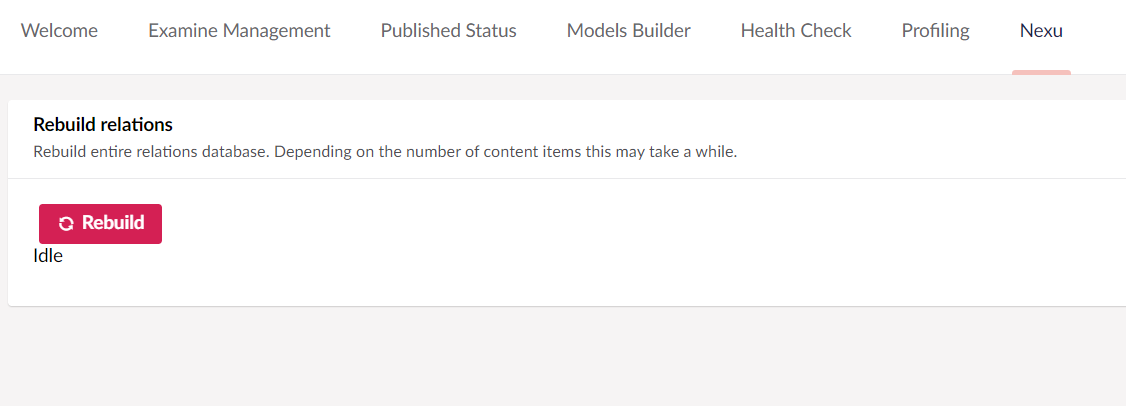 Welcome Examine Management Published Status Models Builder Health Check Profiling Nexu
Rebuild relations
Rebuild entire relations database. Depending on the number of content items this may take a while.
Rebuild
Idle